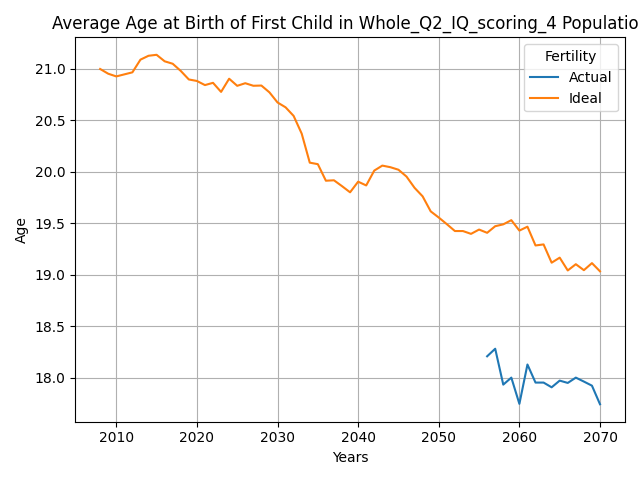 Average Age at Birth of First Child in Whole_Q2_IQ_scoring_4 Populatio
Fertility
Actual
Ideal
21.0
20.5
20.0
19.5
19.0
18.5
18.0
Age
2010 2020 2030 2040 2050 2060 2070
Years